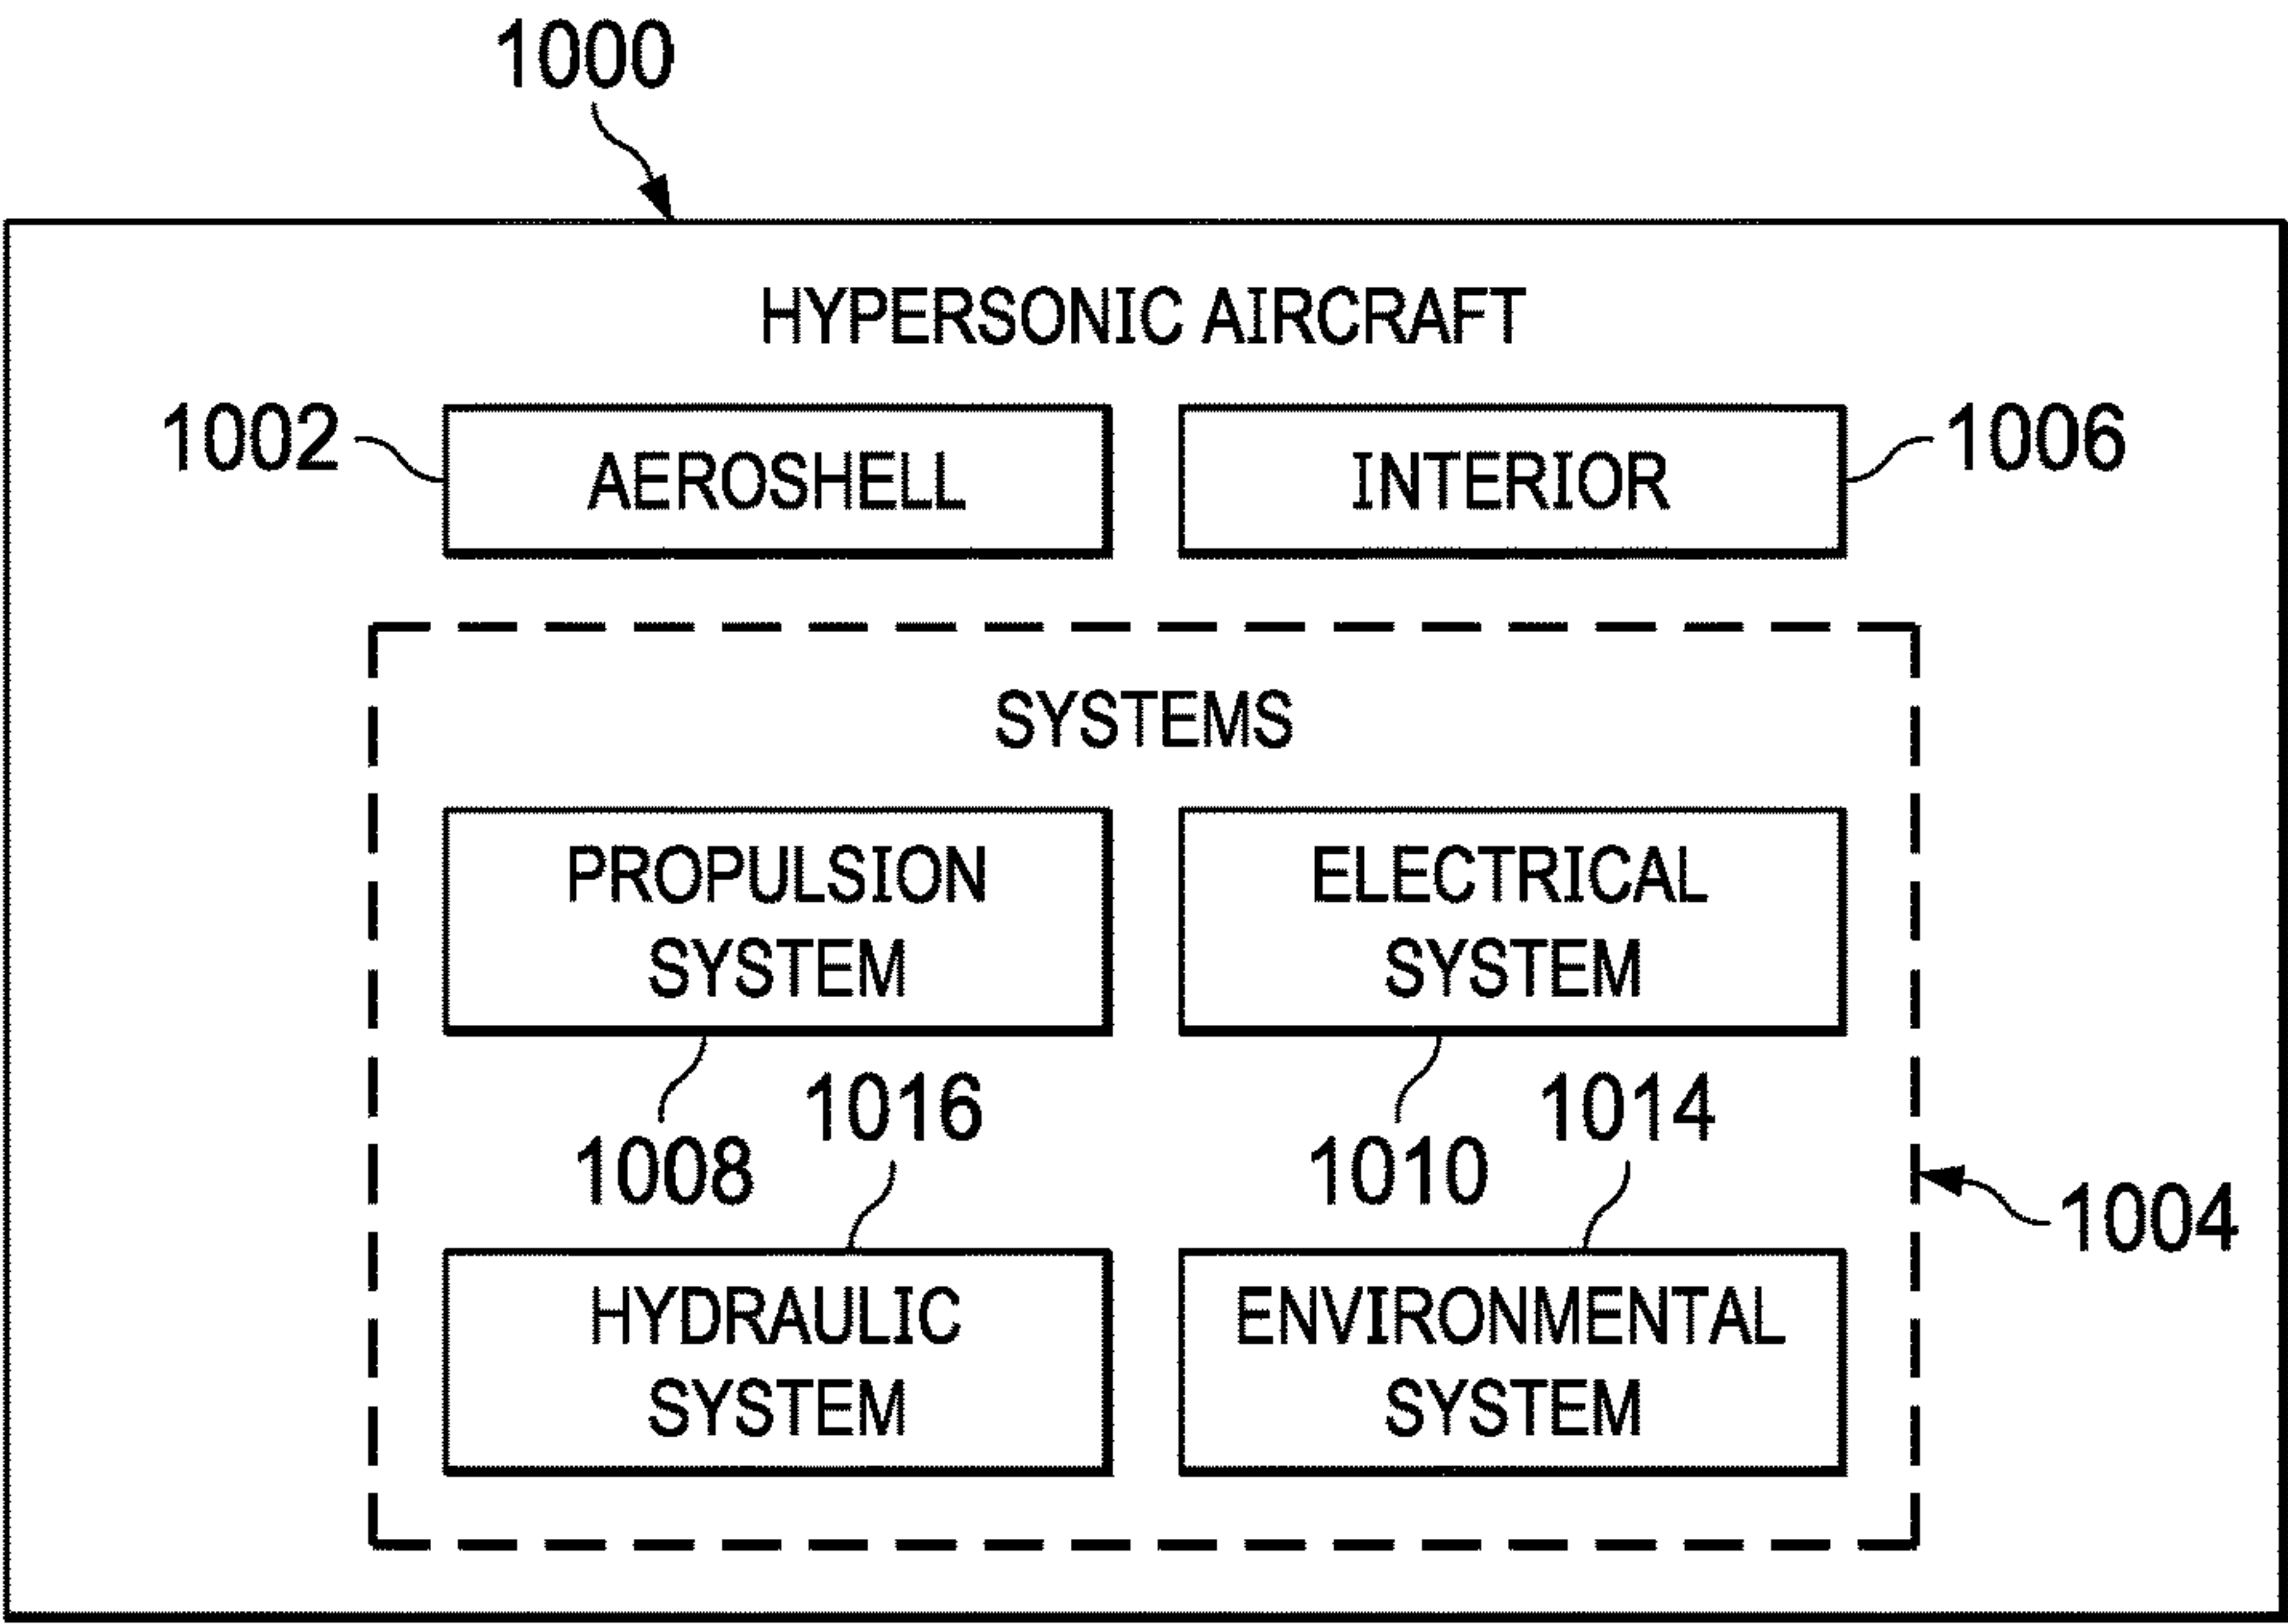 1000
HYPERSONIC AIRCRAFT
1002
AEROSHELL
INTERIOR
1006
SYSTEMS
PROPULSION
SYSTEM
ELECTRICAL
SYSTEM
1008
1016
1010
1014
1004
HYDRAULIC
SYSTEM
ENVIRONMENTAL
SYSTEM